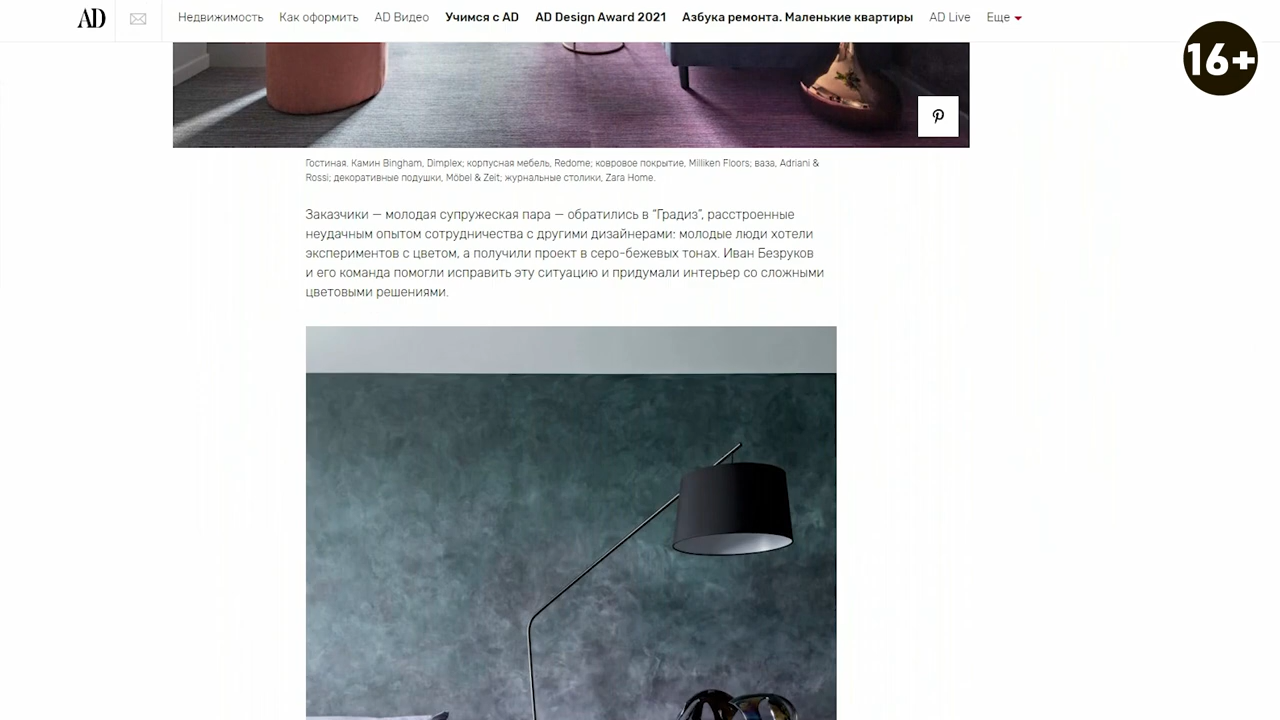 AD
Недвижимость Как оформить AD Видео Учимся с AD AD Design Award 2021 Азбука ремонта. Маленькие квартиры AD Live Еще
16+
Гостиная. Камин Bingham, Dimplex; корпусная мебель, Redome; ковровое покрытие, Milliken Floors; ваза, Adriani &
Rossi; декоративные подушки, Möbel & Zeit; журнальные столики, Zara Home.
Заказчики — молодая супружеская пара — обратились в "Градиз", расстроенные
неудачным опытом сотрудничества с другими дизайнерами: молодые люди хотели
экспериментов с цветом, а получили проект в серо-бежевых тонах. Иван Безруков
и его команда помогли исправить эту ситуацию и придумали интерьер со сложными
цветовыми решениями.